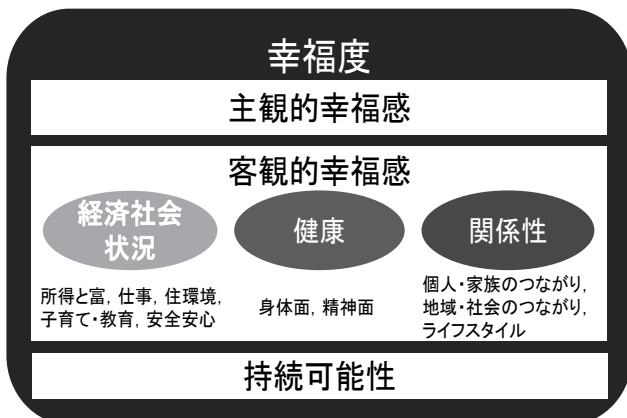 幸福度
主観的幸福感
客観的幸福感
経済社会
状況
健康
関係性
所得と富, 仕事, 住環境,
子育て・教育, 安全安心
身体面, 精神面
個人・家族のつながり,
地域・社会のつながり,
ライフスタイル
持続可能性